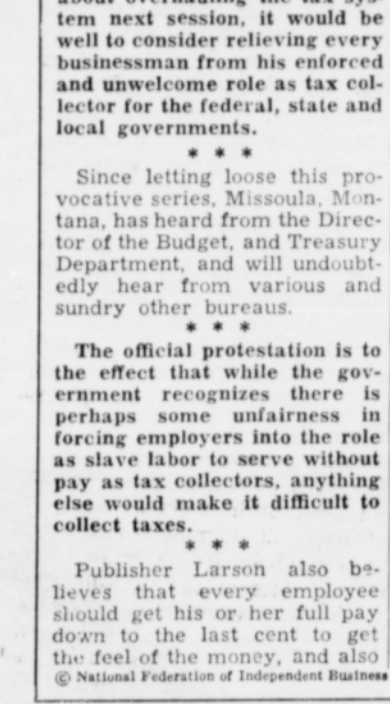 about overhauling the tax sys-
tem next session, it would be
well to consider relieving every
businessman from his enforced
and unwelcome role as tax col-
lector for the federal, state and
local governments.
* * *
Since letting loose this pro-
vocative series, Missoula, Mon-
tana, has heard from the Direc-
tor of the Budget, and Treasury
Department, and will undoubt-
edly hear from various and
sundry other bureaus.
* * *
The official protestation is to
the effect that while the gov-
ernment recognizes there is
perhaps some unfairness in
forcing employers into the role
as slave labor to serve without
pay as tax collectors, anything
else would make it difficult to
collect taxes.
* * *
Publisher Larson also be-
lieves that every employee
should get his or her full pay
down to the last cent to get
the feel of the money, and also
© National Federation of Independent Business